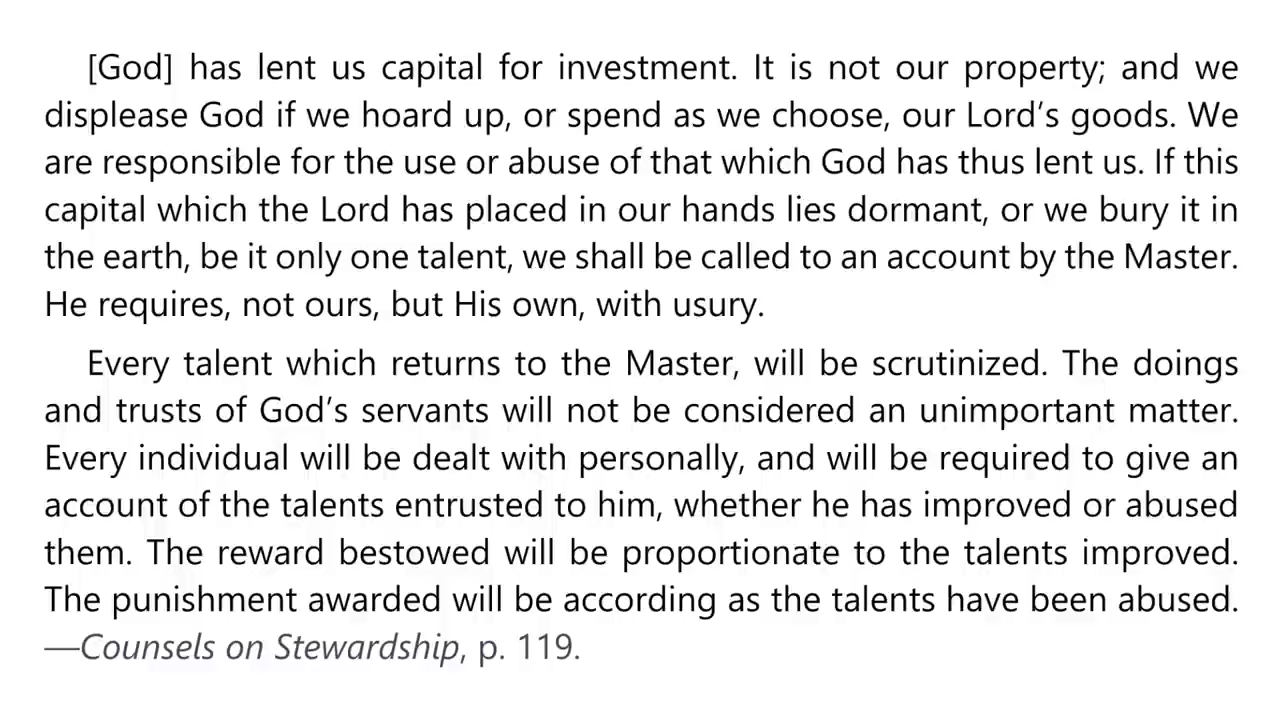 [God] has lent us capital for investment. It is not our property; and we
displease God if we hoard up, or spend as we choose, our Lord’s goods. We
are responsible for the use or abuse of that which God has thus lent us. If this
capital which the Lord has placed in our hands lies dormant, or we bury it in
the earth, be it only one talent, we shall be called to an account by the Master.
He requires, not ours, but His own, with usury.
Every talent which returns to the Master, will be scrutinized. The doings
and trusts of God’s servants will not be considered an unimportant matter.
Every individual will be dealt with personally, and will be required to give an
account of the talents entrusted to him, whether he has improved or abused
them. The reward bestowed will be proportionate to the talents improved.
The punishment awarded will be according as the talents have been abused.
—Counsels on Stewardship, p. 119.